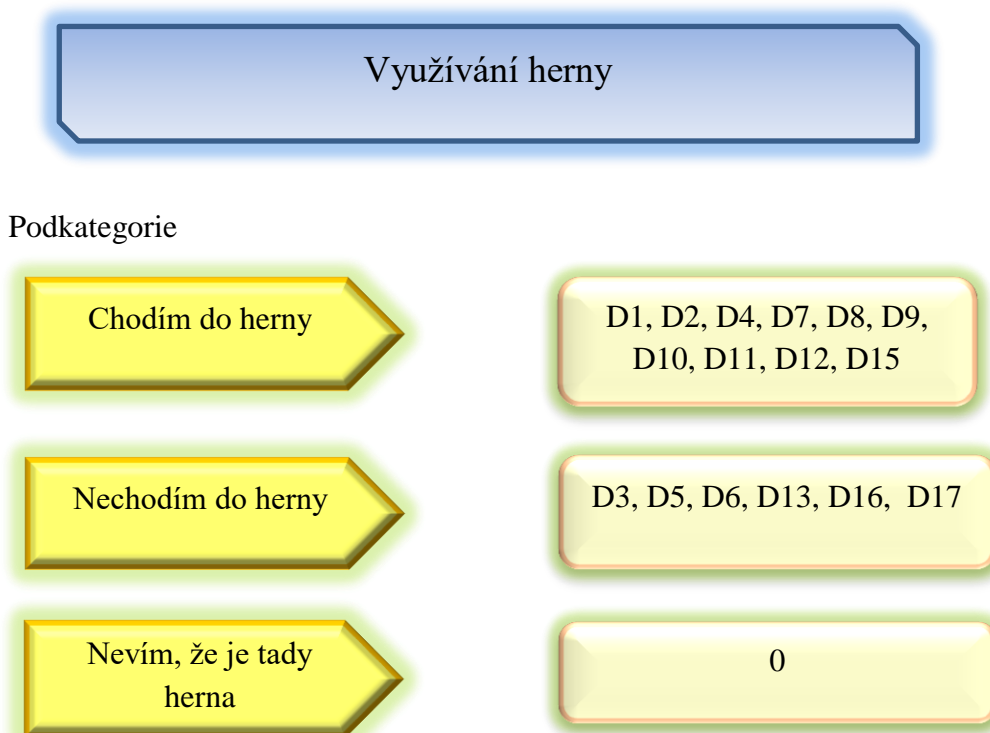 Využívání herny
Podkategorie
Chodím do herny
D1, D2, D4, D7, D8, D9,
D10, D11, D12, D15
Nechodím do herny
D3, D5, D6, D13, D16,  D17
Nevím, že je tady
herna
0